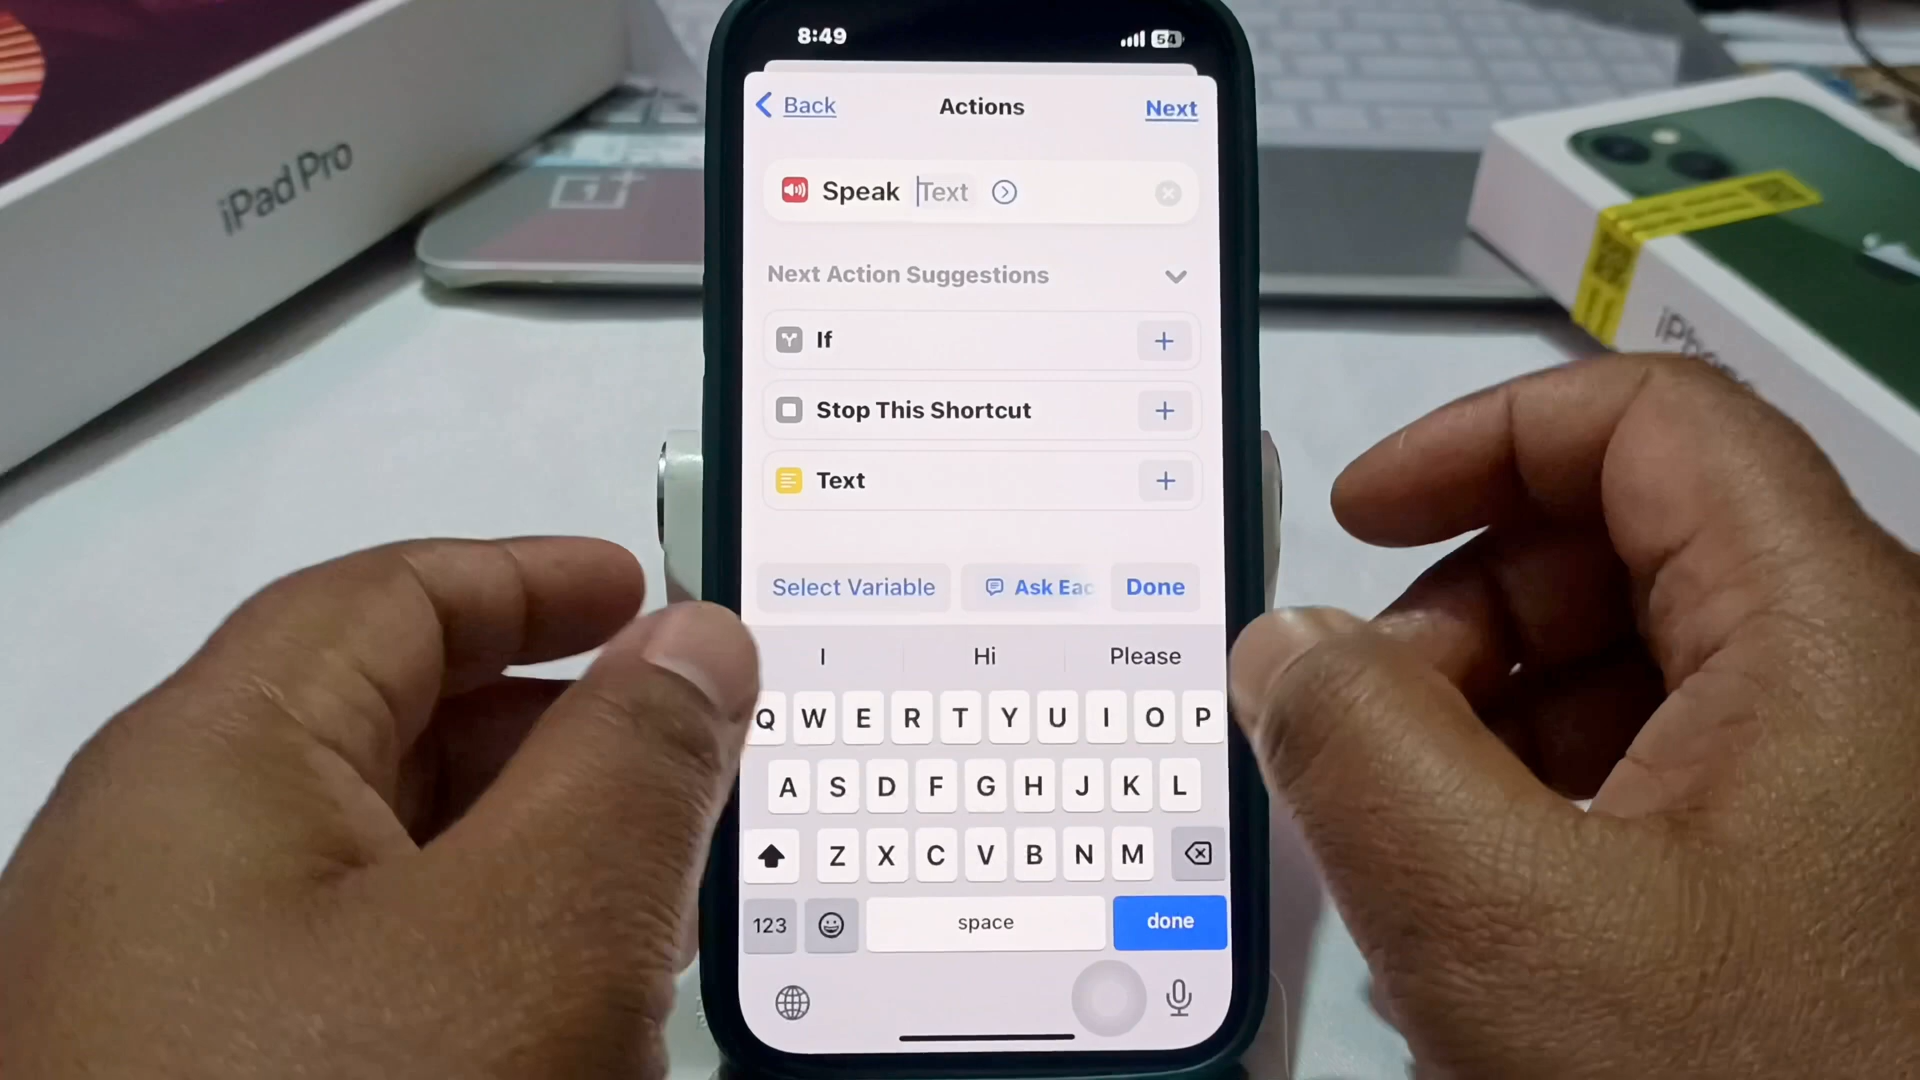 8:49
54
Back
Actions
Next
Speak Text
Next Action Suggestions
If
Stop This Shortcut
Text
Select Variable
Ask Eac
Done
I
Hi
Please
Q W E R T Y U I O P
A S D F G H J K L
Z X C V B N M
123
space
done
iPad Pro
iPhone